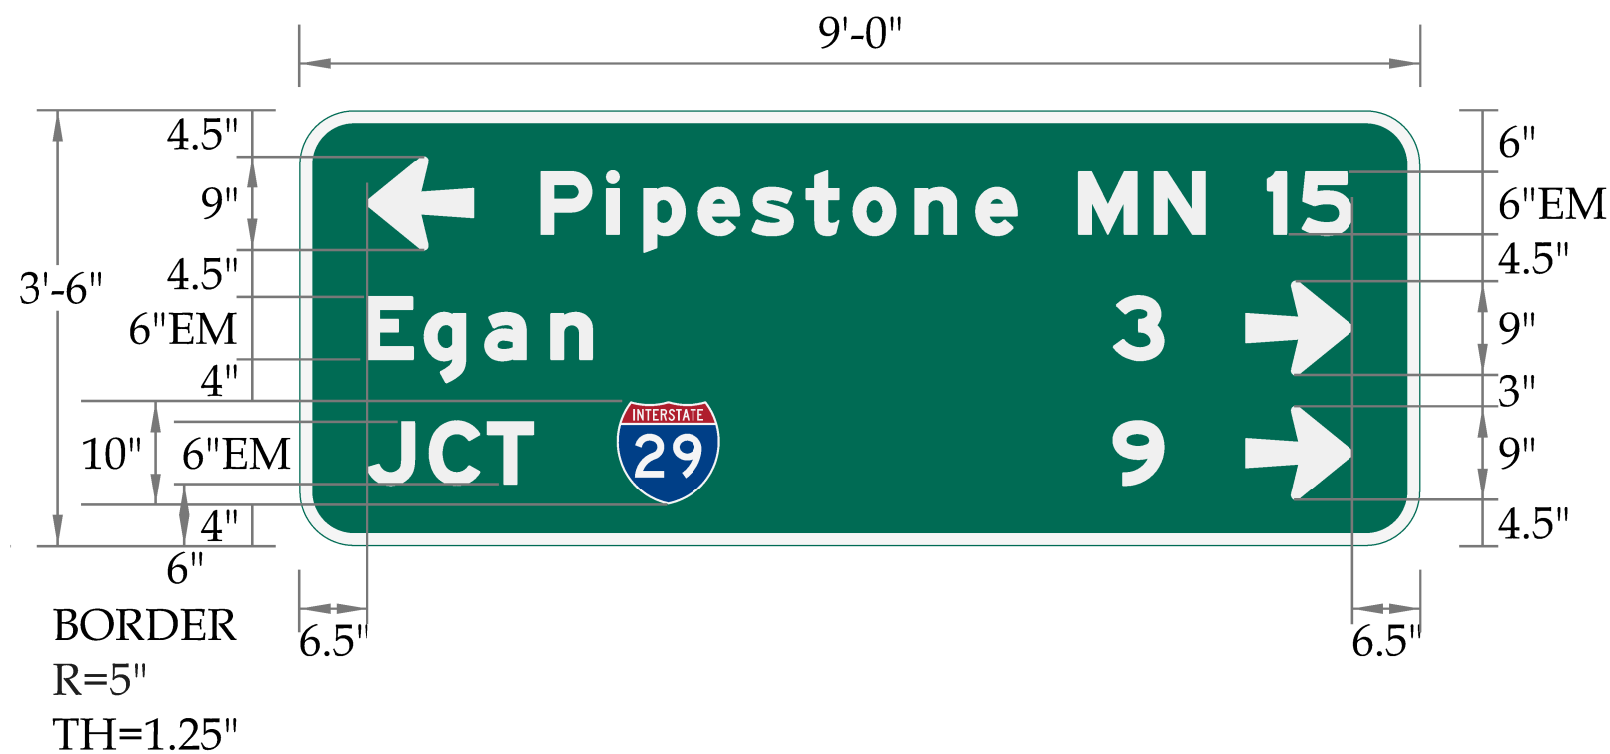 9'-0"
4.5"
6"
Pipestone MN 15
9"
6"EM
4.5"
4.5"
3'-6"
Egan 3
6"EM
9"
4"
3"
INTERSTATE
JCT 29 9
10" 6"EM
9"
4"
4.5"
6"
6.5"
6.5"
BORDER
R=5"
TH=1.25"